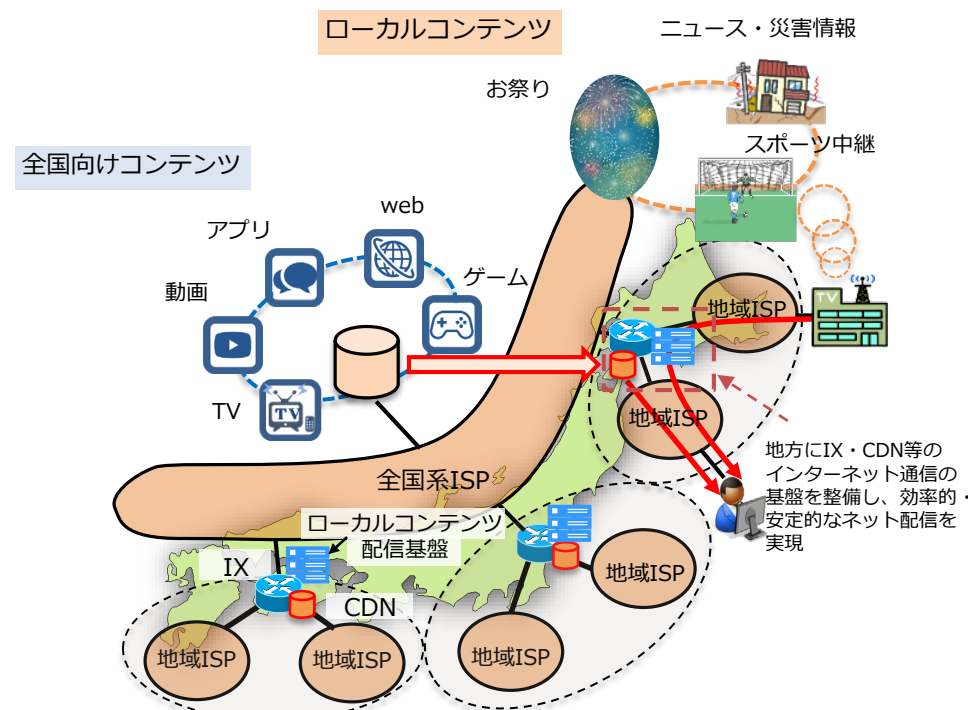 ローカルコンテンツ
ニュース・災害情報
お祭り
スポーツ中継
全国向けコンテンツ
web
アプリ
ゲーム
動画
TV
TV
TV
地域ISP
地域ISP
全国系ISP
地方にIX・CDN等の
インターネット通信の
基盤を整備し、効率的・
安定的なネット配信を
実現
ローカルコンテンツ
配信基盤
IX
CDN
地域ISP
地域ISP
地域ISP
地域ISP